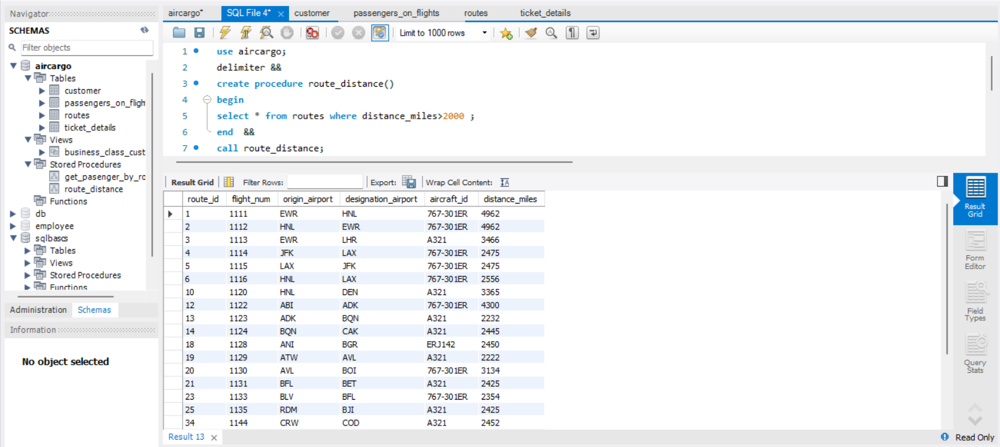 Navigator
SCHEMAS
Filter objects
aircargo
Tables
customer
passengers_on_fligh
routes
ticket_details
Views
business_class_cust
Stored Procedures
get_pasenger_by_ro
route_distance
Functions
db
employee
sqlbascs
Tables
Views
Stored Procedures
Functions
Administration Schemas
Information
No object selected
aircargo* SQL File 4* customer passengers_on_flights routes ticket_details
Limit to 1000 rows
1 use aircargo;
2 delimiter &&
3 create procedure route_distance()
4 begin
5 select * from routes where distance_miles>2000 ;
6 end &&
7 call route_distance;
Result Grid Filter Rows: Export: Wrap Cell Content: IA
route_id flight_num origin_airport designation_airport aircraft_id distance_miles
1 1111 EWR HNL 767-301ER 4962
2 1112 HNL EWR 767-301ER 4962
3 1113 EWR LHR A321 3466
4 1114 JFK LAX 767-301ER 2475
5 1115 LAX JFK 767-301ER 2475
6 1116 HNL LAX 767-301ER 2556
10 1120 HNL DEN A321 3365
12 1122 ABI ADK 767-301ER 4300
13 1123 ADK BQN A321 2232
14 1124 BQN CAK A321 2445
18 1128 ANI BGR ERJ142 2450
19 1129 ATW AVL A321 2222
20 1130 AVL BOI 767-301ER 3134
21 1131 BFL BET A321 2425
23 1133 BLV BFL 767-301ER 2354
25 1135 RDM BJI A321 2425
34 1144 CRW COD A321 2452
Result 13
Result
Grid
Form
Editor
Field
Types
Query
Stats
Read Only